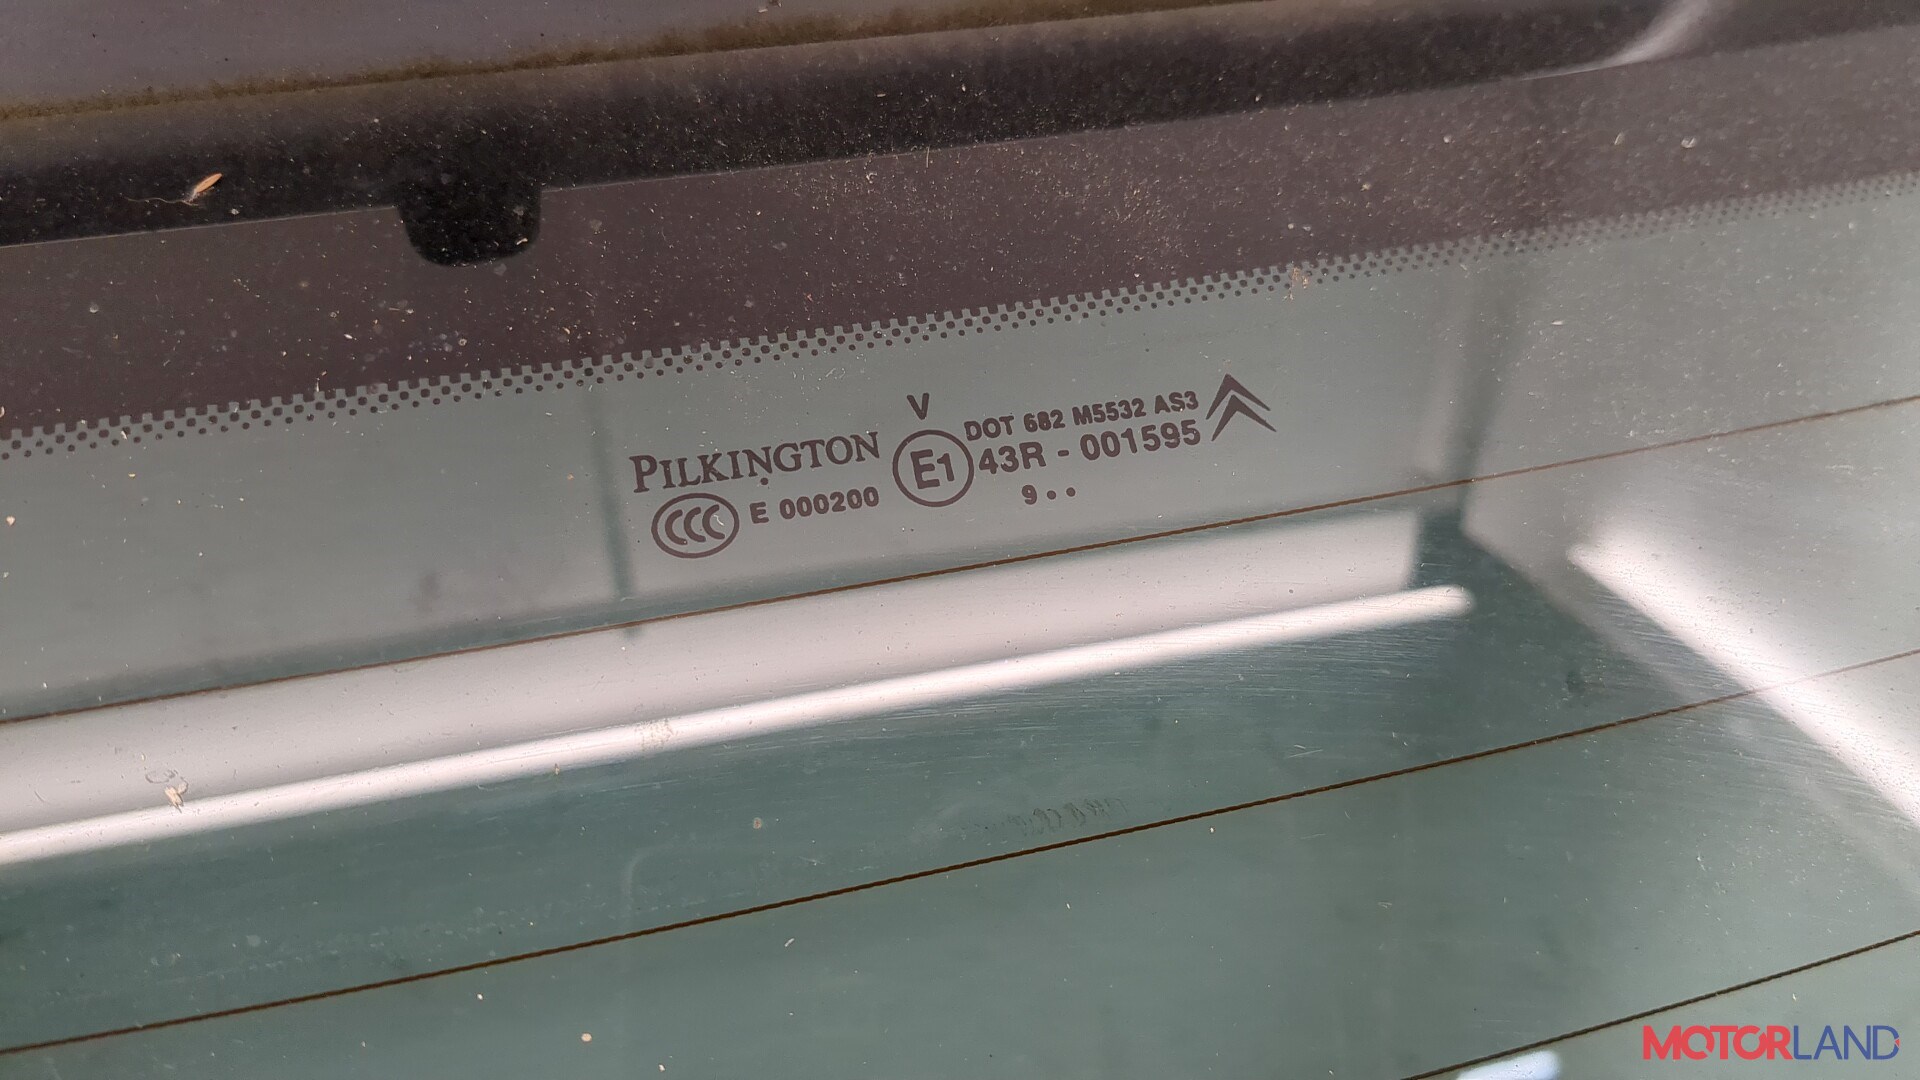 V
PILKINGTON
DOT 682 M5532 AS3
E1
43R - 001595
CCC
E 000200
9 • •
MOTORLAND